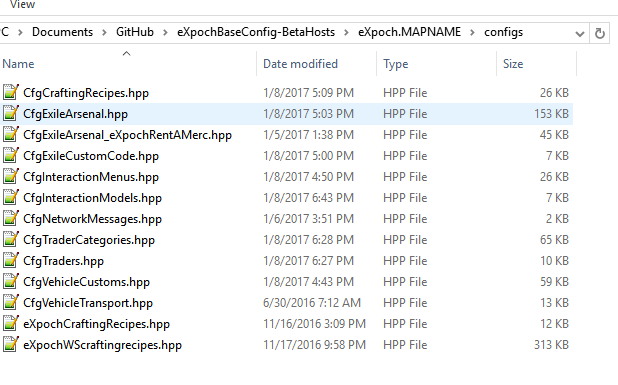 View
PC > Documents > GitHub > eXpochBaseConfig-BetaHosts > eXpoch.MAPNAME > configs
Name Date modified Type Size
CfgCraftingRecipes.hpp 1/8/2017 5:09 PM HPP File 26 KB
CfgExileArsenal.hpp 1/8/2017 5:03 PM HPP File 153 KB
CfgExileArsenal_eXpochRentAMerc.hpp 1/5/2017 1:38 PM HPP File 45 KB
CfgExileCustomCode.hpp 1/8/2017 5:00 PM HPP File 7 KB
CfgInteractionMenus.hpp 1/8/2017 4:50 PM HPP File 26 KB
CfgInteractionModels.hpp 1/8/2017 6:43 PM HPP File 7 KB
CfgNetworkMessages.hpp 1/6/2017 3:51 PM HPP File 2 KB
CfgTraderCategories.hpp 1/8/2017 6:28 PM HPP File 65 KB
CfgTraders.hpp 1/8/2017 6:27 PM HPP File 10 KB
CfgVehicleCustoms.hpp 1/8/2017 4:43 PM HPP File 59 KB
CfgVehicleTransport.hpp 6/30/2016 7:12 AM HPP File 13 KB
eXpochCraftingRecipes.hpp 11/16/2016 3:09 PM HPP File 12 KB
eXpochWScraftingrecipes.hpp 11/17/2016 9:58 PM HPP File 313 KB